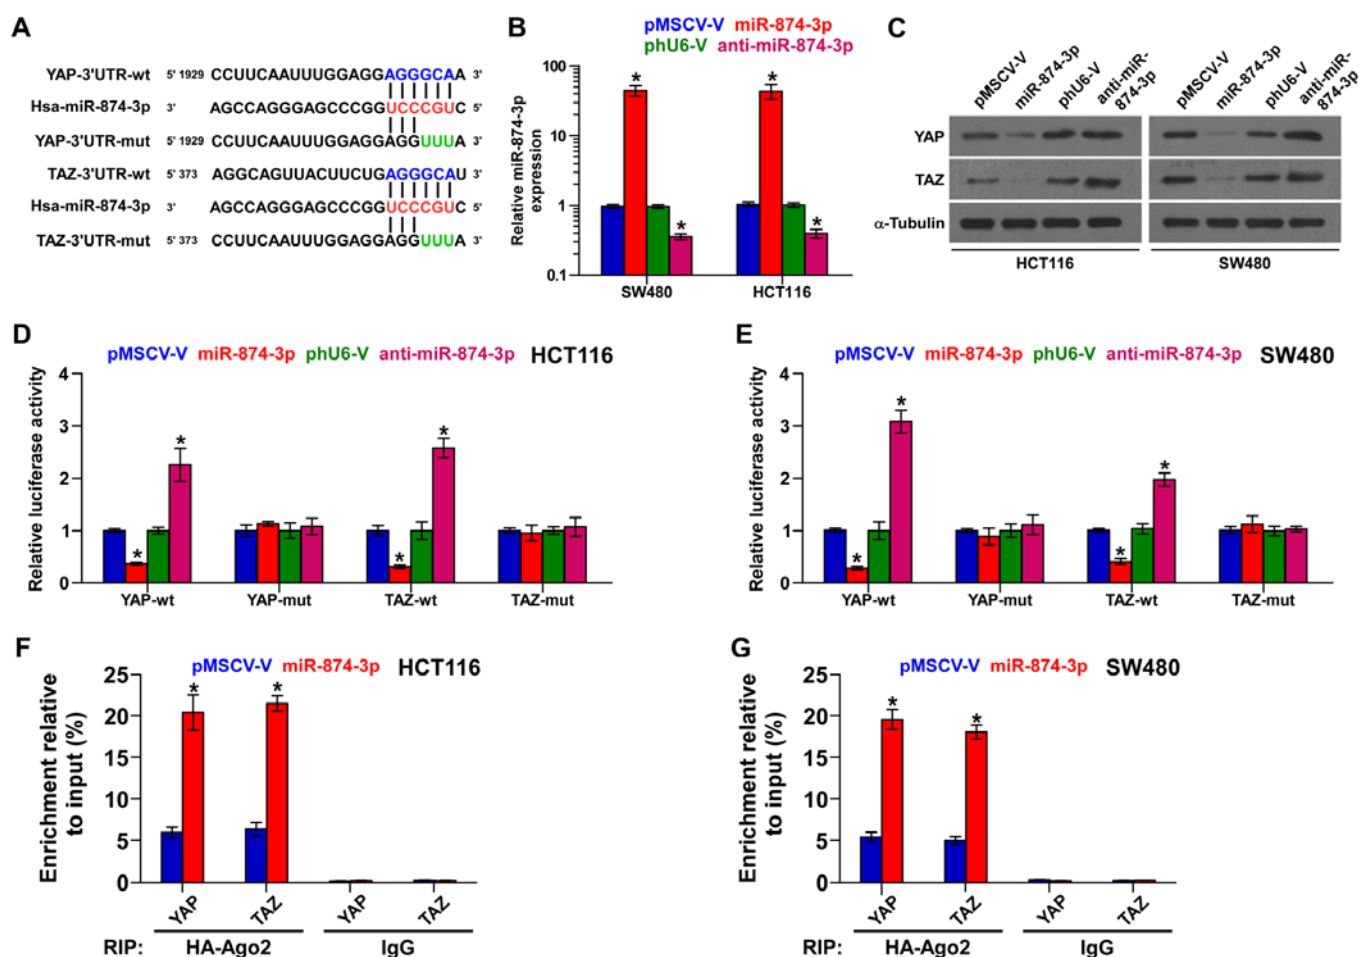 A
YAP-3'UTR-wt 5' 1929 CCUUCAAUUUGGAGGAGGGCAA 3'
Hsa-miR-874-3p 3' AGCCAGGGAGCCCGGUCCCGUC 5'
YAP-3'UTR-mut 5' 1929 CCUUCAAUUUGGAGGAGGUUUA 3'
TAZ-3'UTR-wt 5' 373 AGGCAGUUACUUCUGAGGGCAU 3'
Hsa-miR-874-3p 3' AGCCAGGGAGCCCGGUCCCGUC 5'
TAZ-3'UTR-mut 5' 373 CCUUCAAUUUGGAGGAGGUUUA 3'
B
pMSCV-V miR-874-3p
phU6-V anti-miR-874-3p
Relative miR-874-3p
expression
100
10
1
0.1
* * * *
SW480 HCT116
C
pMSCV-V miR-874-3p phU6-V anti-miR-
874-3p
pMSCV-V miR-874-3p phU6-V anti-miR-
874-3p
YAP
TAZ
α-Tubulin
HCT116 SW480
D
pMSCV-V miR-874-3p phU6-V anti-miR-874-3p HCT116
Relative luciferase activity
4
3
2
1
0
* * * *
YAP-wt YAP-mut TAZ-wt TAZ-mut
E
pMSCV-V miR-874-3p phU6-V anti-miR-874-3p SW480
Relative luciferase activity
4
3
2
1
0
* * * *
YAP-wt YAP-mut TAZ-wt TAZ-mut
F
pMSCV-V miR-874-3p HCT116
Enrichment relative
to input (%)
25
20
15
10
5
0
* *
YAP TAZ YAP TAZ
RIP: HA-Ago2 IgG
G
pMSCV-V miR-874-3p SW480
Enrichment relative
to input (%)
25
20
15
10
5
0
* *
YAP TAZ YAP TAZ
RIP: HA-Ago2 IgG